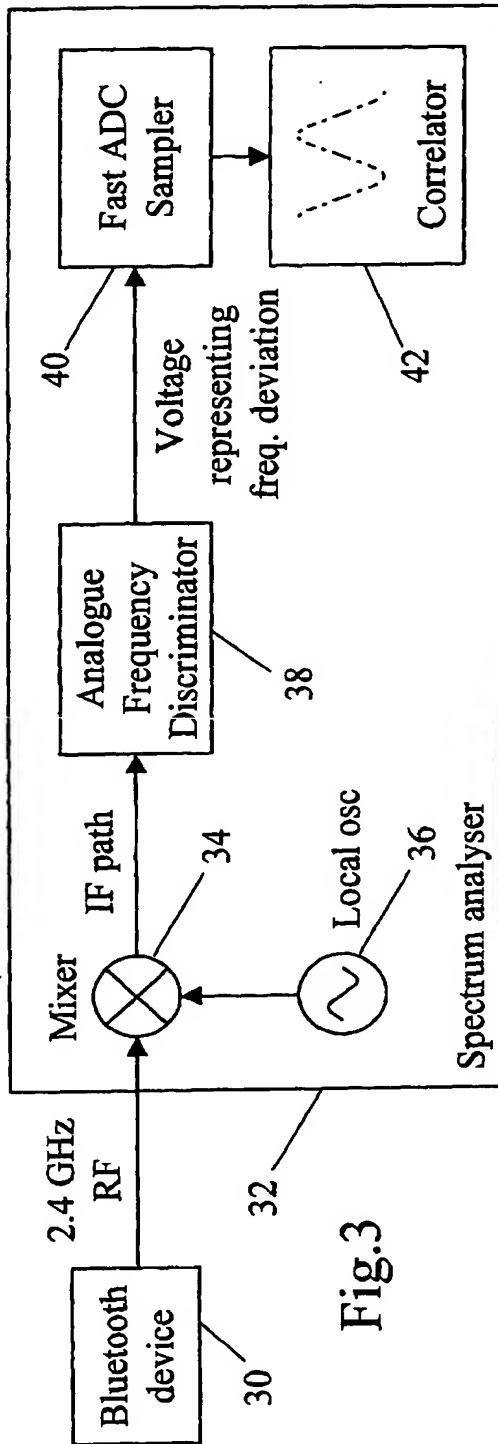 Bluetooth
device
30
2.4 GHz
RF
32
Mixer
34
IF path
Local osc
36
Analogue
Frequency
Discriminator
38
Voltage
representing
freq. deviation
Fast ADC
Sampler
40
Correlator
42
Spectrum analyser
Fig.3